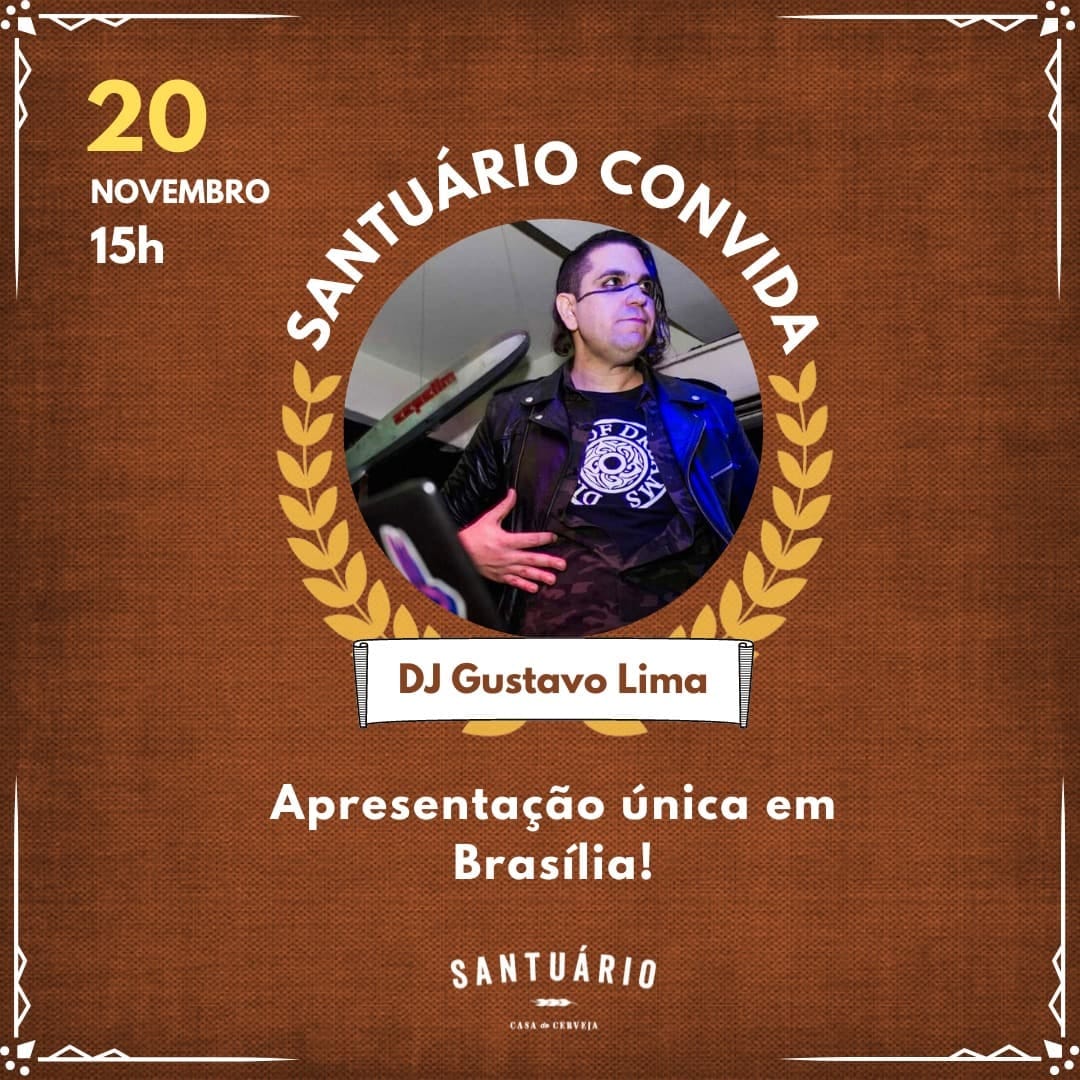 20
NOVEMBRO
15h
SANTUÁRIO CONVIDA
DJ Gustavo Lima
Apresentação única em
Brasília!
SANTUÁRIO
CASA de CERVEJA